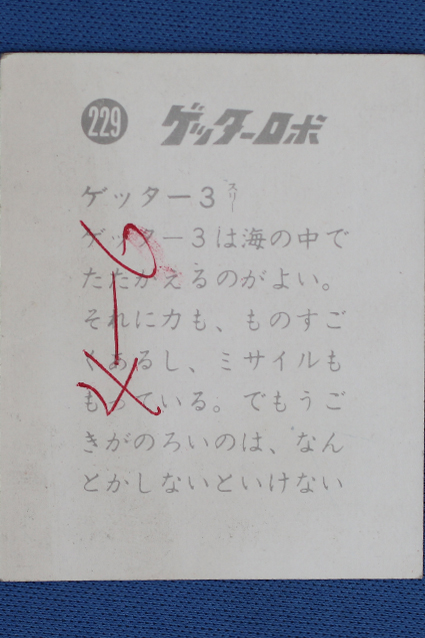 229 ゲッターロボ
ゲッター3 スリー
ゲッター3は海の中で
たたかえるのがよい。
それに力も、ものすご
くあるし、ミサイルも
もっている。でもうご
きがのろいのは、なん
とかしないといけない